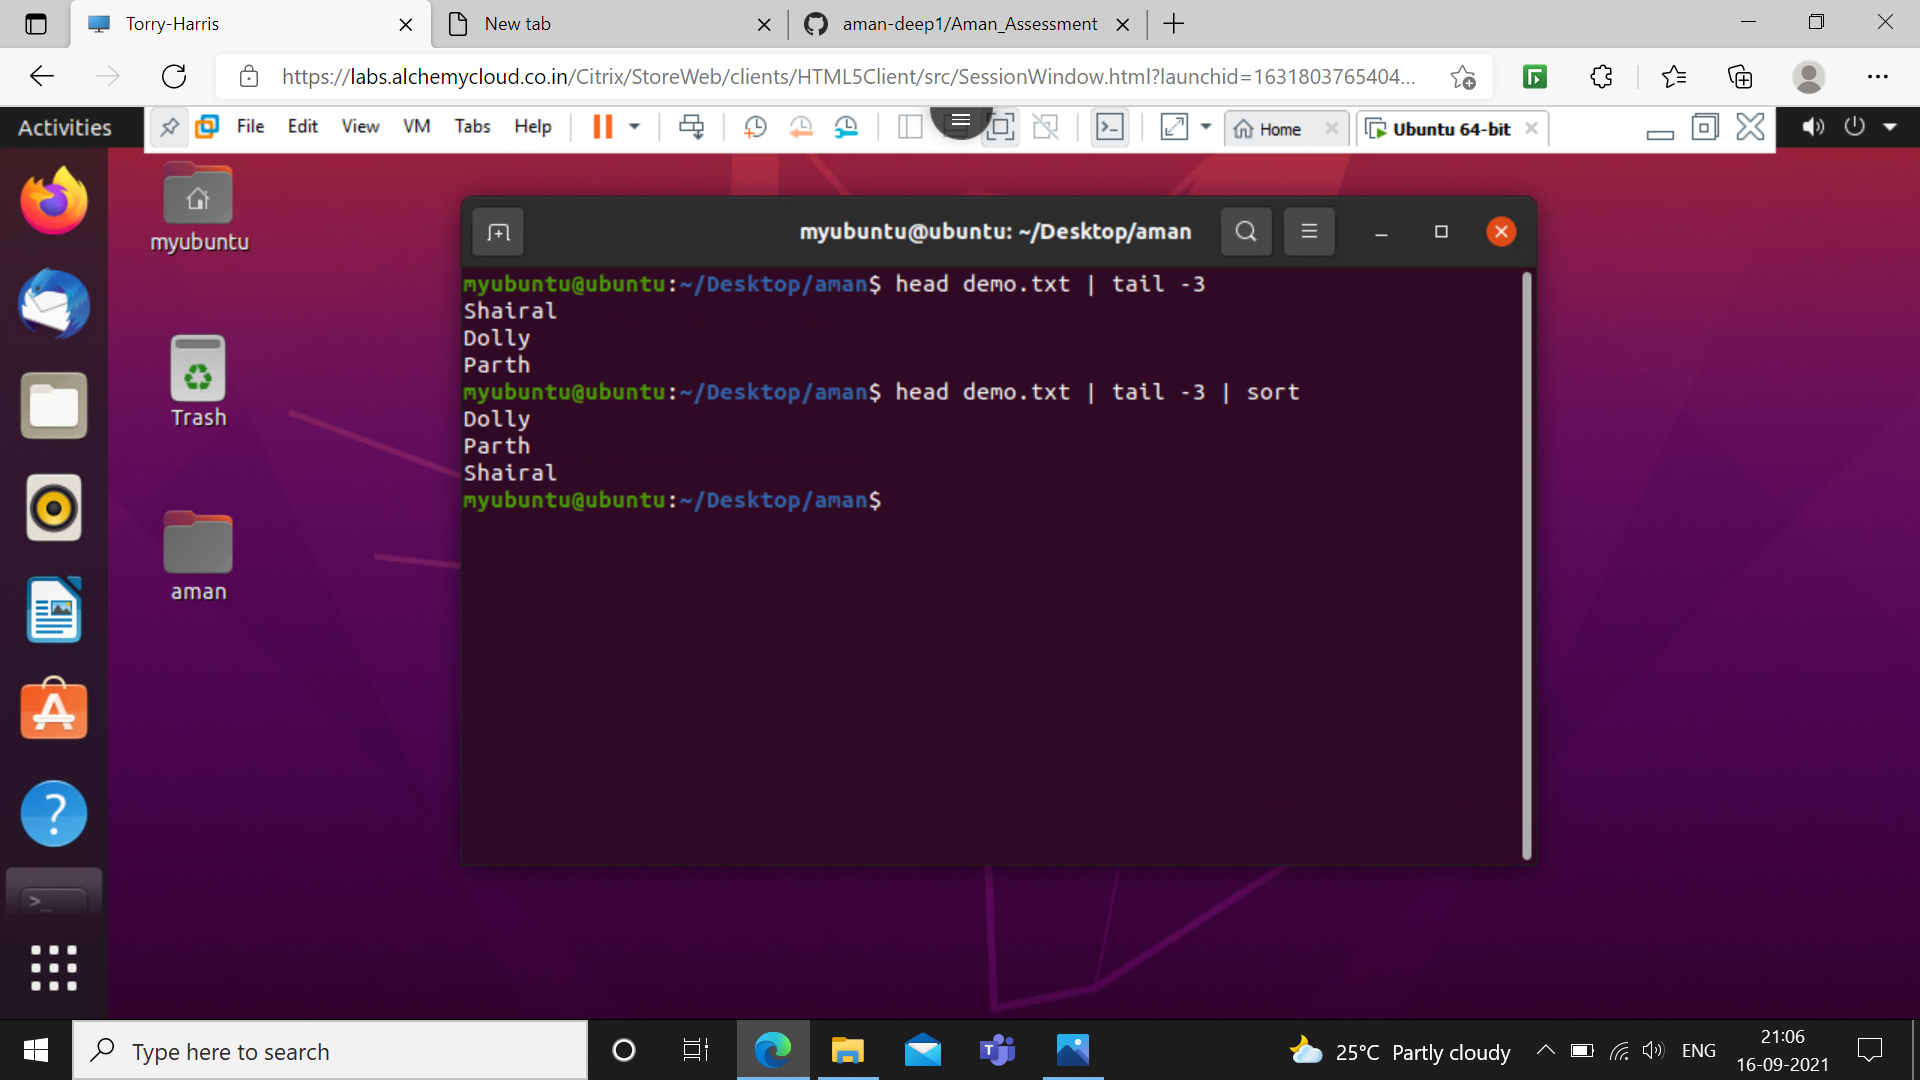 Torry-Harris
New tab
aman-deep1/Aman_Assessment
https://labs.alchemycloud.co.in/Citrix/StoreWeb/clients/HTML5Client/src/SessionWindow.html?launchid=1631803765404...
Activities
File Edit View VM Tabs Help
Home
Ubuntu 64-bit
myubuntu
Trash
aman
myubuntu@ubuntu: ~/Desktop/aman
myubuntu@ubuntu:~/Desktop/aman$ head demo.txt | tail -3
Shairal
Dolly
Parth
myubuntu@ubuntu:~/Desktop/aman$ head demo.txt | tail -3 | sort
Dolly
Parth
Shairal
myubuntu@ubuntu:~/Desktop/aman$
Type here to search
25°C Partly cloudy
ENG
21:06
16-09-2021